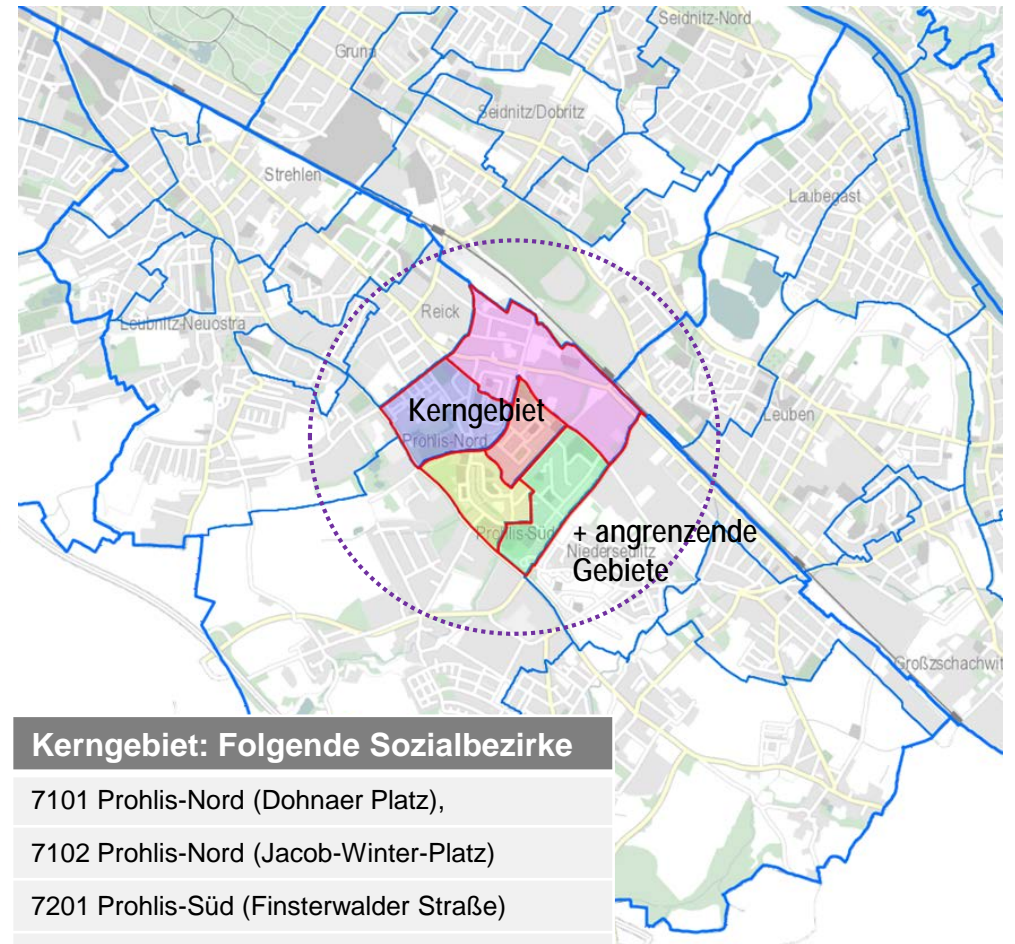 Seidnitz-Nord
Gruna
Seidnitz/Dobritz
Strehlen
Laubegast
Reick
Leubnitz-Neuostra
Kerngebiet
Leuben
Prohlis-Nord
Prohlis-Süd
+ angrenzende
Niedersedlitz
Gebiete
Großzschachwit
Kerngebiet: Folgende Sozialbezirke
7101 Prohlis-Nord (Dohnaer Platz),
7102 Prohlis-Nord (Jacob-Winter-Platz)
7201 Prohlis-Süd (Finsterwalder Straße)